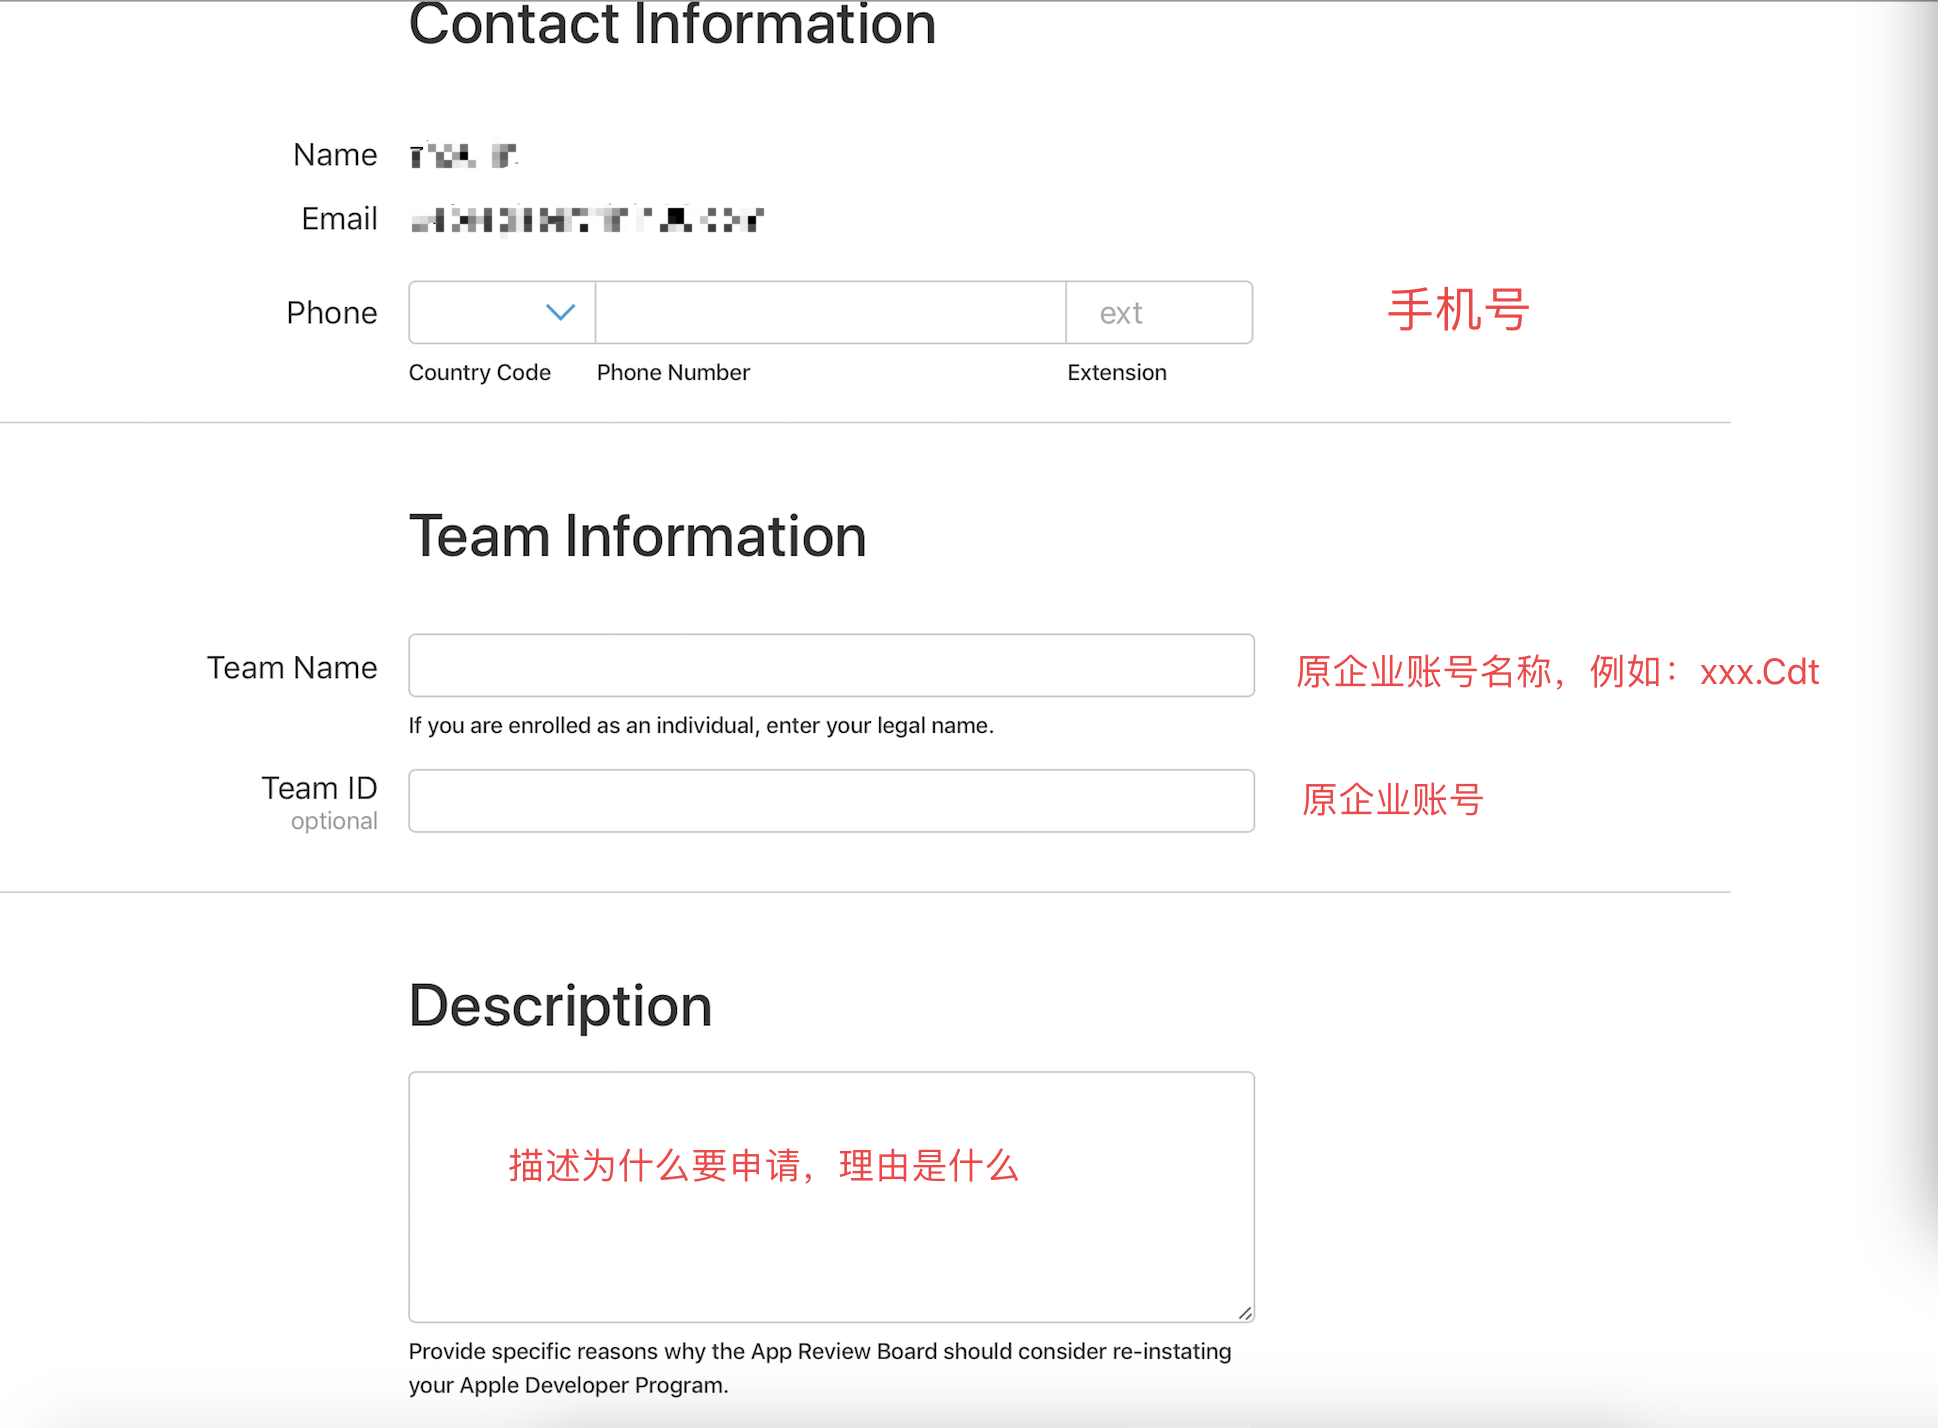 Contact Information
Name
Email
Phone
ext
手机号
Country Code
Phone Number
Extension
Team Information
Team Name
原企业账号名称，例如：xxx.Cdt
If you are enrolled as an individual, enter your legal name.
Team ID
optional
原企业账号
Description
描述为什么要申请，理由是什么
Provide specific reasons why the App Review Board should consider re-instating
your Apple Developer Program.